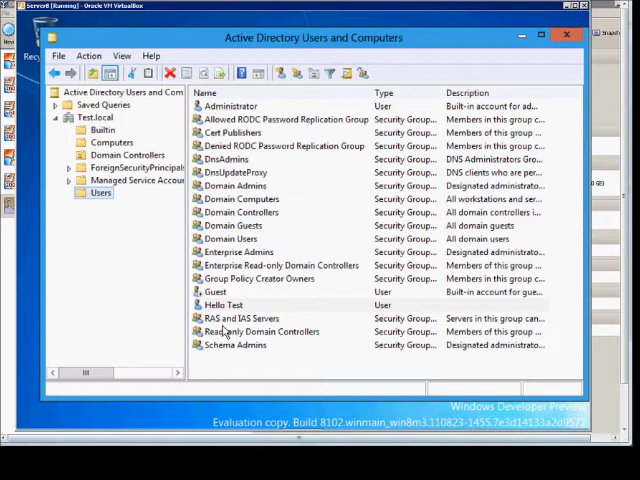 Server8 [Running] - Oracle VM VirtualBox
Active Directory Users and Computers
File Action View Help
Active Directory Users and Com
Saved Queries
Test.local
Builtin
Computers
Domain Controllers
ForeignSecurityPrincipals
Managed Service Accou
Users
Name Type Description
Administrator User Built-in account for ad...
Allowed RODC Password Replication Group Security Group... Members in this group c...
Cert Publishers Security Group... Members of this group ...
Denied RODC Password Replication Group Security Group... Members in this group c...
DnsAdmins Security Group... DNS Administrators Gro...
DnsUpdateProxy Security Group... DNS clients who are per...
Domain Admins Security Group... Designated administrato...
Domain Computers Security Group... All workstations and ser...
Domain Controllers Security Group... All domain controllers i...
Domain Guests Security Group... All domain guests
Domain Users Security Group... All domain users
Enterprise Admins Security Group... Designated administrato...
Enterprise Read-only Domain Controllers Security Group... Members of this group ...
Group Policy Creator Owners Security Group... Members in this group c...
Guest User Built-in account for gue...
Hello Test User
RAS and IAS Servers Security Group... Servers in this group can...
Read-only Domain Controllers Security Group... Members of this group ...
Schema Admins Security Group... Designated administrato...
Windows Developer Preview
Evaluation copy. Build 8102.winmain_win8m3.110823-1455.7e3d14133a2d9572
Snapsh
New